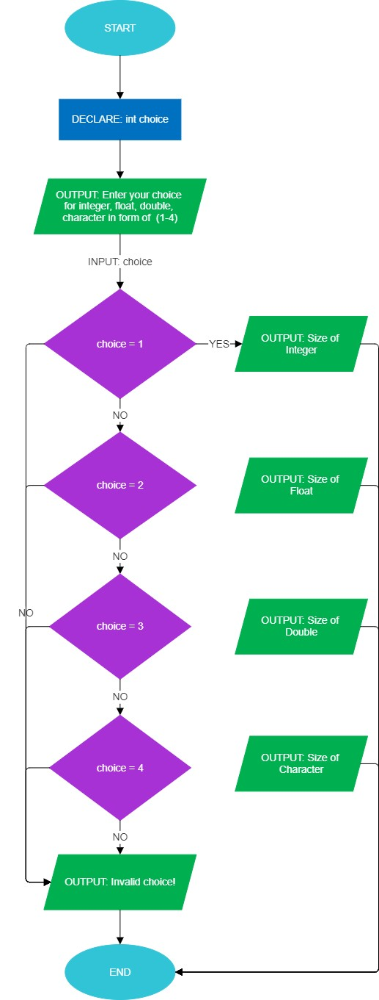 START
DECLARE: int choice
OUTPUT: Enter your choice
for integer, float, double,
character in form of  (1-4)
INPUT: choice
choice = 1
YES
OUTPUT: Size of
Integer
NO
choice = 2
OUTPUT: Size of
Float
NO
NO
choice = 3
OUTPUT: Size of
Double
NO
choice = 4
OUTPUT: Size of
Character
NO
OUTPUT: Invalid choice!
END